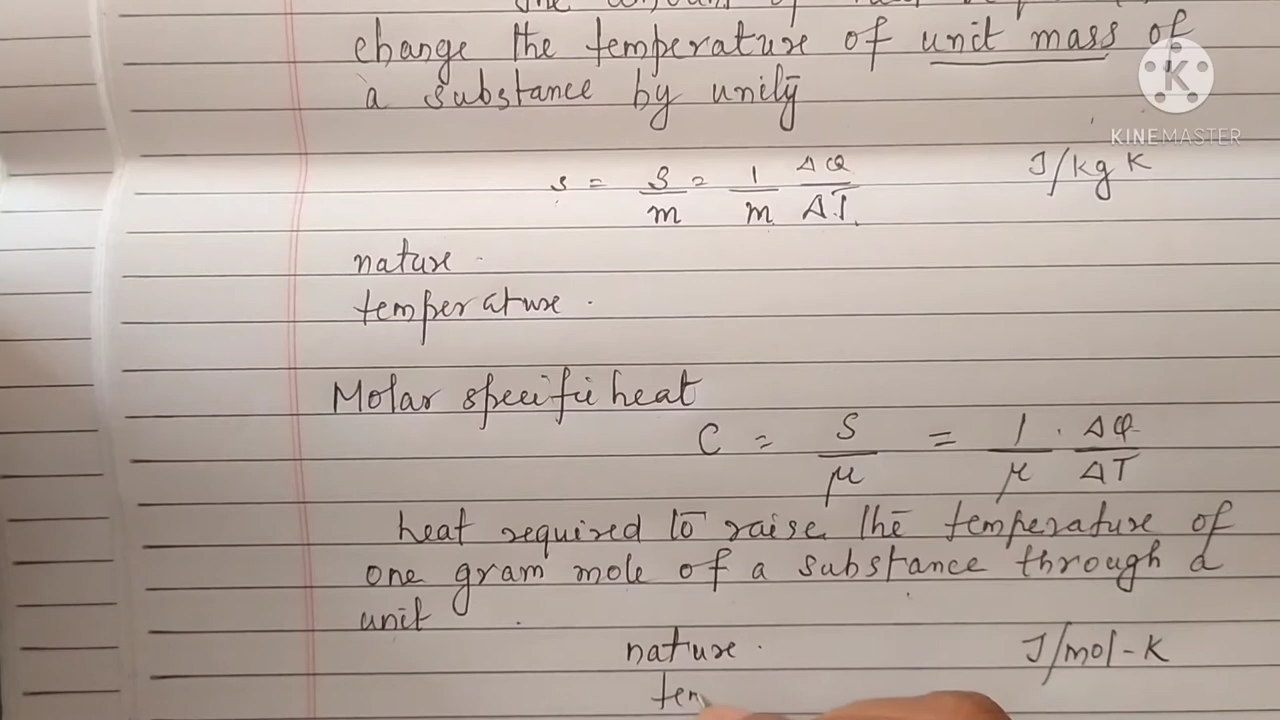 change the temperature of unit mass of
a substance by unity
K
KINEMASTER
s = S/m = 1/m ΔQ/ΔT
J/kg K
nature.
temperature.
Molar specific heat
C = S/μ = 1/μ · ΔQ/ΔT
heat required to raise the temperature of
one gram mole of a substance through a
unit.
nature.
J/mol-K
tem